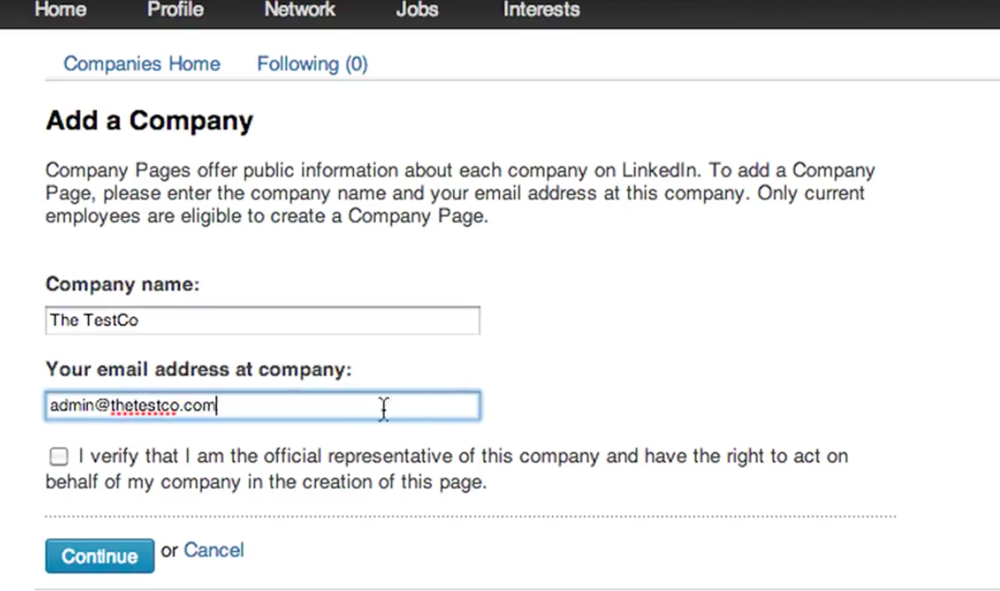 Home Profile Network Jobs Interests
Companies Home Following (0)
Add a Company
Company Pages offer public information about each company on LinkedIn. To add a Company
Page, please enter the company name and your email address at this company. Only current
employees are eligible to create a Company Page.
Company name:
The TestCo
Your email address at company:
admin@thetestco.com
I verify that I am the official representative of this company and have the right to act on
behalf of my company in the creation of this page.
Continue or Cancel